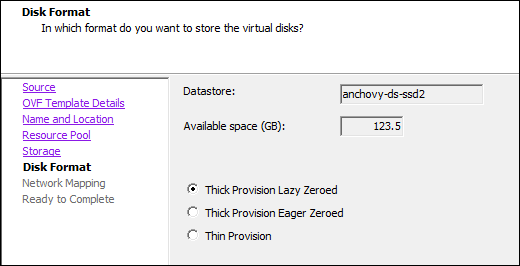 Disk Format
In which format do you want to store the virtual disks?
Source
OVF Template Details
Name and Location
Resource Pool
Storage
Disk Format
Network Mapping
Ready to Complete
Datastore: anchovy-ds-ssd2
Available space (GB): 123.5
Thick Provision Lazy Zeroed
Thick Provision Eager Zeroed
Thin Provision